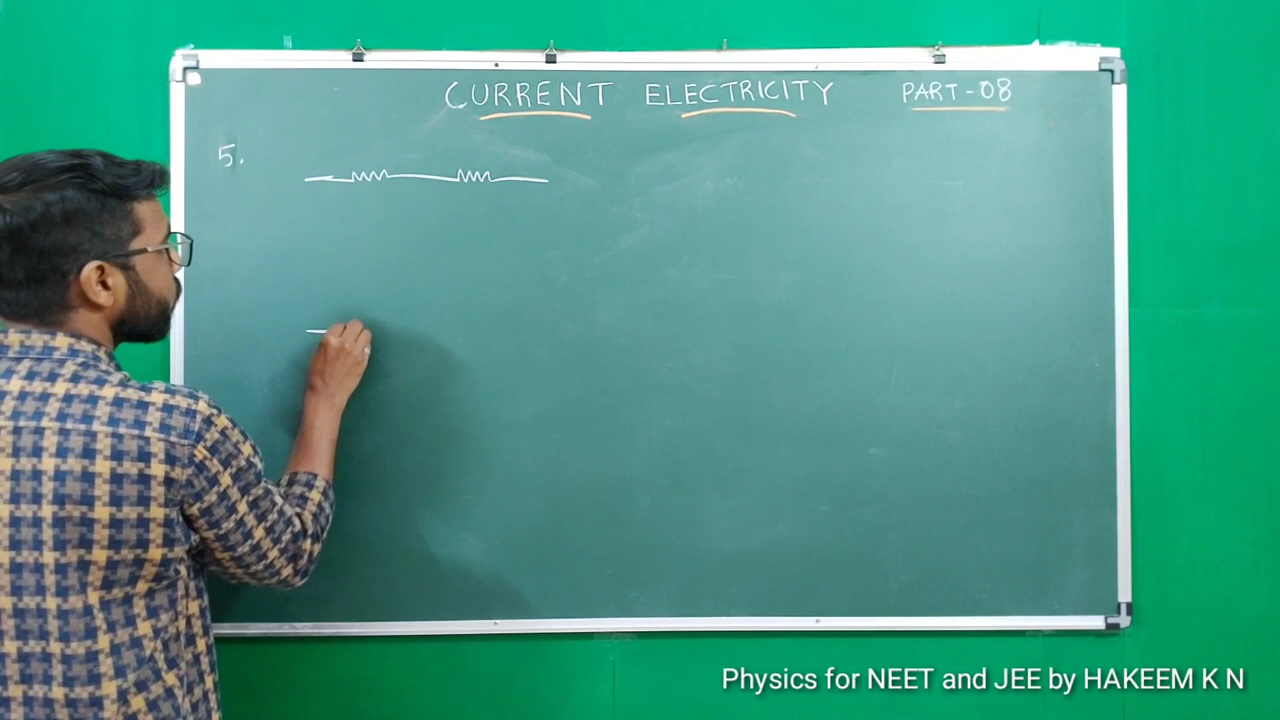 CURRENT ELECTRICITY PART-08
5.
Physics for NEET and JEE by HAKEEM K N